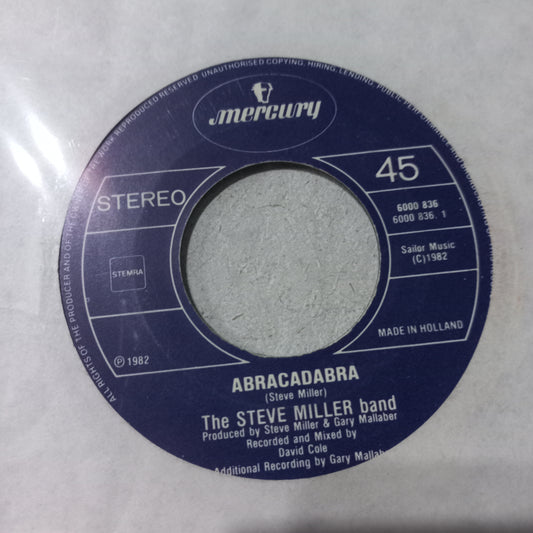 ALL RIGHTS OF THE PRODUCER AND OF THE OWNER OF THE WORK REPRODUCED RESERVED UNAUTHORISED COPYING, HIRING, LENDING, PUBLIC
mercury
STEREO
45
6000 836
6000 836. 1
Sailor Music
(C)1982
STEMRA
MADE IN HOLLAND
℗ 1982
ABRACADABRA
(Steve Miller)
The STEVE MILLER band
Produced by Steve Miller & Gary Mallaber
Recorded and Mixed by
David Cole
Additional Recording by Gary Mallaber